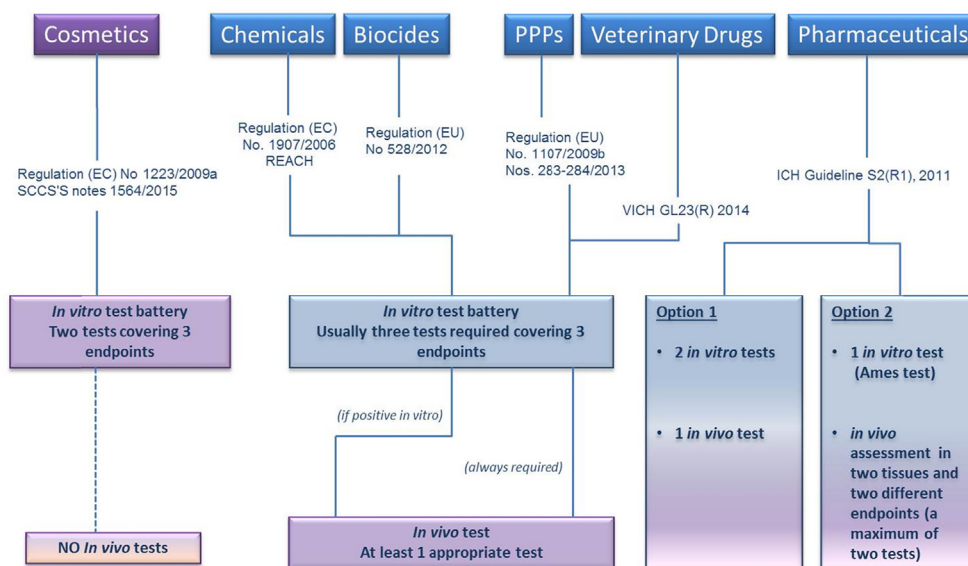 Cosmetics
Chemicals
Biocides
PPPs
Veterinary Drugs
Pharmaceuticals
Regulation (EC) No 1223/2009a
SCCS'S notes 1564/2015
Regulation (EC)
No. 1907/2006
REACH
Regulation (EU)
No 528/2012
Regulation (EU)
No. 1107/2009b
Nos. 283-284/2013
VICH GL23(R) 2014
ICH Guideline S2(R1), 2011
In vitro test battery
Two tests covering 3
endpoints
In vitro test battery
Usually three tests required covering 3
endpoints
Option 1
• 2 in vitro tests
• 1 in vivo test
Option 2
• 1 in vitro test
(Ames test)
• in vivo
assessment in
two tissues and
two different
endpoints (a
maximum of
two tests)
(if positive in vitro)
(always required)
NO In vivo tests
In vivo test
At least 1 appropriate test